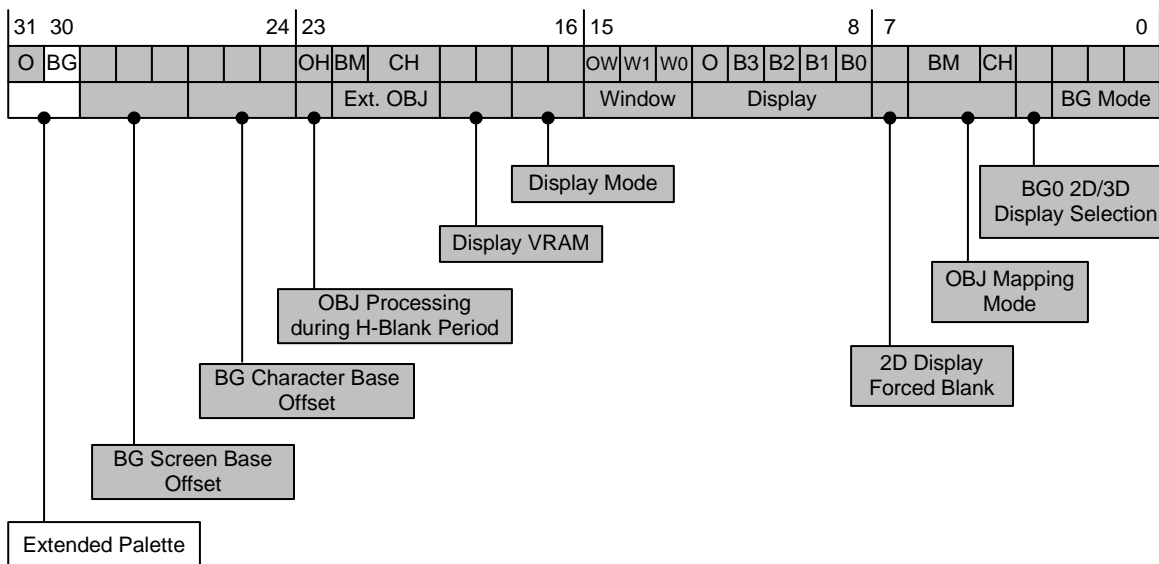 31 30 24 23 16 15 8 7 0
O BG OH BM CH OW W1 W0 O B3 B2 B1 B0 BM CH
Ext. OBJ Window Display BG Mode
Display Mode
BG0 2D/3D
Display Selection
Display VRAM
OBJ Mapping
Mode
OBJ Processing
during H-Blank Period
2D Display
Forced Blank
BG Character Base
Offset
BG Screen Base
Offset
Extended Palette